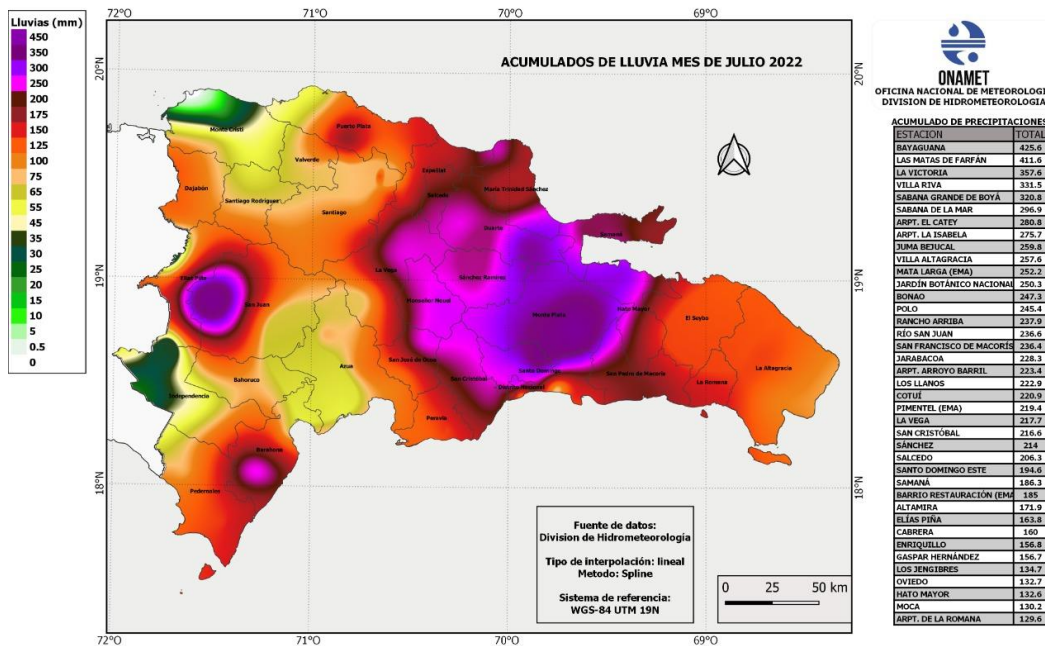 Lluvias (mm)
450
350
300
250
200
175
150
125
100
75
65
55
45
35
30
25
20
15
10
5
0.5
0
72°O
71°O
70°O
69°O
20°N
20°N
19°N
19°N
18°N
18°N
72°O
71°O
70°O
69°O
ACUMULADOS DE LLUVIA MES DE JULIO 2022
Monte Cristi
Puerto Plata
Valverde
Espaillat
Dajabón
María Trinidad Sánchez
Salcedo
Santiago Rodríguez
Santiago
Duarte
Samaná
La Vega
Elías Piña
Sánchez Ramírez
San Juan
Monseñor Nouel
Monte Plata
Hato Mayor
El Seybo
San José de Ocoa
Azua
Santo Domingo
La Altagracia
Bahoruco
San Cristóbal
San Pedro de Macorís
Distrito Nacional
La Romana
Independencia
Peravia
Barahona
Pedernales
Fuente de datos:
Division de Hidrometeorología
Tipo de interpolación: lineal
Metodo: Spline
Sistema de referencia:
WGS-84 UTM 19N
0 25 50 km
ONAMET
OFICINA NACIONAL DE METEOROLOGI
DIVISION DE HIDROMETEOROLOGIA
ACUMULADO DE PRECIPITACIONES
ESTACION TOTAL
BAYAGUANA 425.6
LAS MATAS DE FARFÁN 411.6
LA VICTORIA 357.6
VILLA RIVA 331.5
SABANA GRANDE DE BOYÁ 320.8
SABANA DE LA MAR 296.9
ARPT. EL CATEY 280.8
ARPT. LA ISABELA 275.7
JUMA BEJUCAL 259.8
VILLA ALTAGRACIA 257.6
MATA LARGA (EMA) 252.2
JARDÍN BOTÁNICO NACIONAL 250.3
BONAO 247.3
POLO 245.4
RANCHO ARRIBA 237.9
RÍO SAN JUAN 236.6
SAN FRANCISCO DE MACORÍS 236.4
JARABACOA 228.3
ARPT. ARROYO BARRIL 223.4
LOS LLANOS 222.9
COTUÍ 220.9
PIMENTEL (EMA) 219.4
LA VEGA 217.7
SAN CRISTÓBAL 216.6
SÁNCHEZ 214
SALCEDO 206.3
SANTO DOMINGO ESTE 194.6
SAMANÁ 186.3
BARRIO RESTAURACIÓN (EMA 185
ALTAMIRA 171.9
ELÍAS PIÑA 163.8
CABRERA 160
ENRIQUILLO 156.8
GASPAR HERNÁNDEZ 156.7
LOS JENGIBRES 134.7
OVIEDO 132.7
HATO MAYOR 132.6
MOCA 130.2
ARPT. DE LA ROMANA 129.6